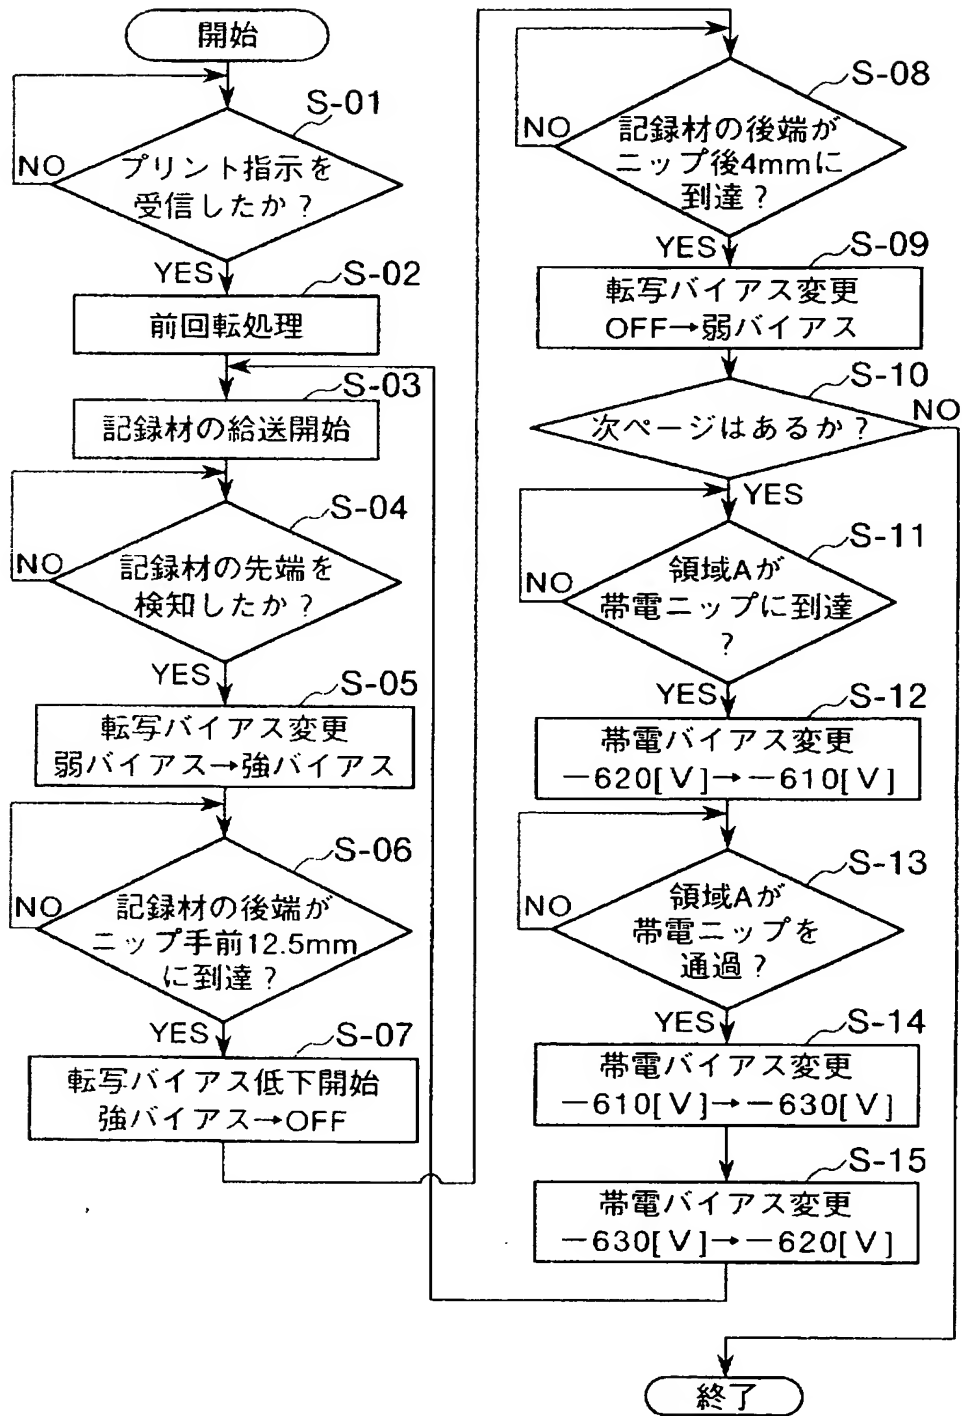 開始
S-01
プリント指示を
受信したか？
NO
YES
S-02
前回転処理
S-03
記録材の給送開始
S-04
記録材の先端を
検知したか？
NO
YES
S-05
転写バイアス変更
弱バイアス→強バイアス
S-06
記録材の後端が
ニップ手前12.5mm
に到達？
NO
YES
S-07
転写バイアス低下開始
強バイアス→OFF
S-08
記録材の後端が
ニップ後4mmに
到達？
NO
YES
S-09
転写バイアス変更
OFF→弱バイアス
S-10
次ページはあるか？
NO
YES
S-11
領域Aが
帯電ニップに到達
？
NO
YES
S-12
帯電バイアス変更
－620[V]→－610[V]
S-13
領域Aが
帯電ニップを
通過？
NO
YES
S-14
帯電バイアス変更
－610[V]→－630[V]
S-15
帯電バイアス変更
－630[V]→－620[V]
終了